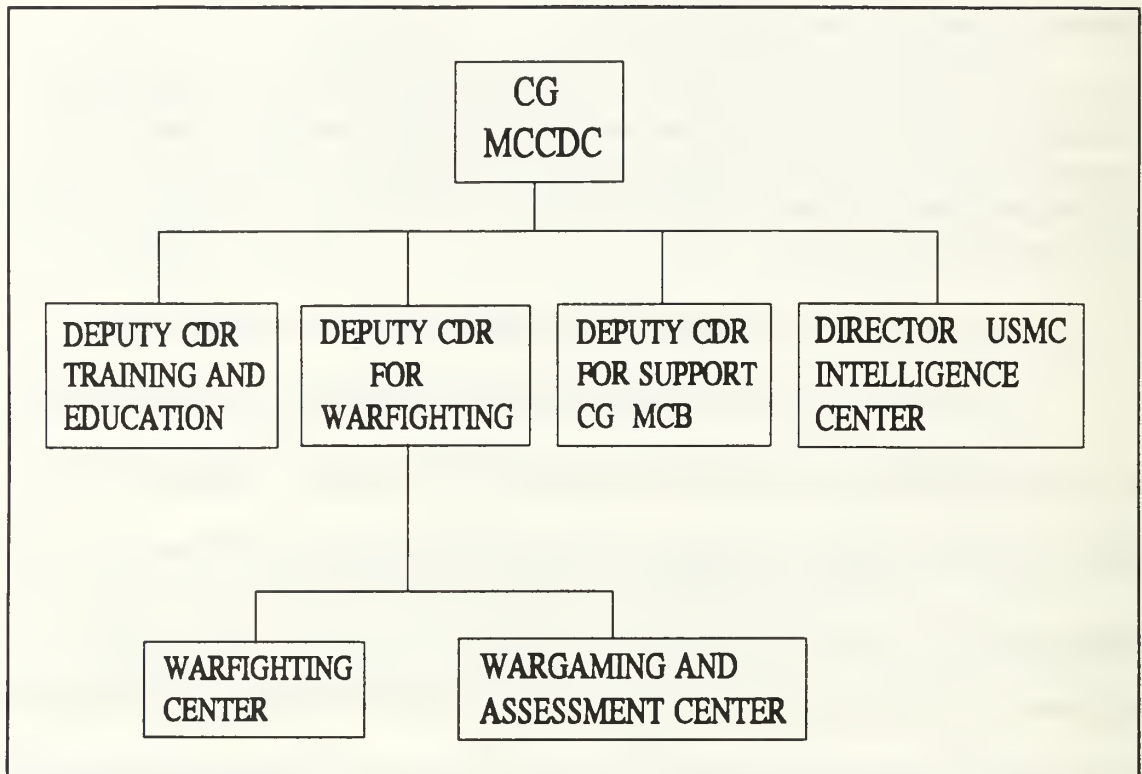 CG
MCCDC
DEPUTY CDR
TRAINING AND
EDUCATION
DEPUTY CDR
FOR
WARFIGHTING
DEPUTY CDR
FOR SUPPORT
CG MCB
DIRECTOR USMC
INTELLIGENCE
CENTER
WARFIGHTING
CENTER
WARGAMING AND
ASSESSMENT CENTER